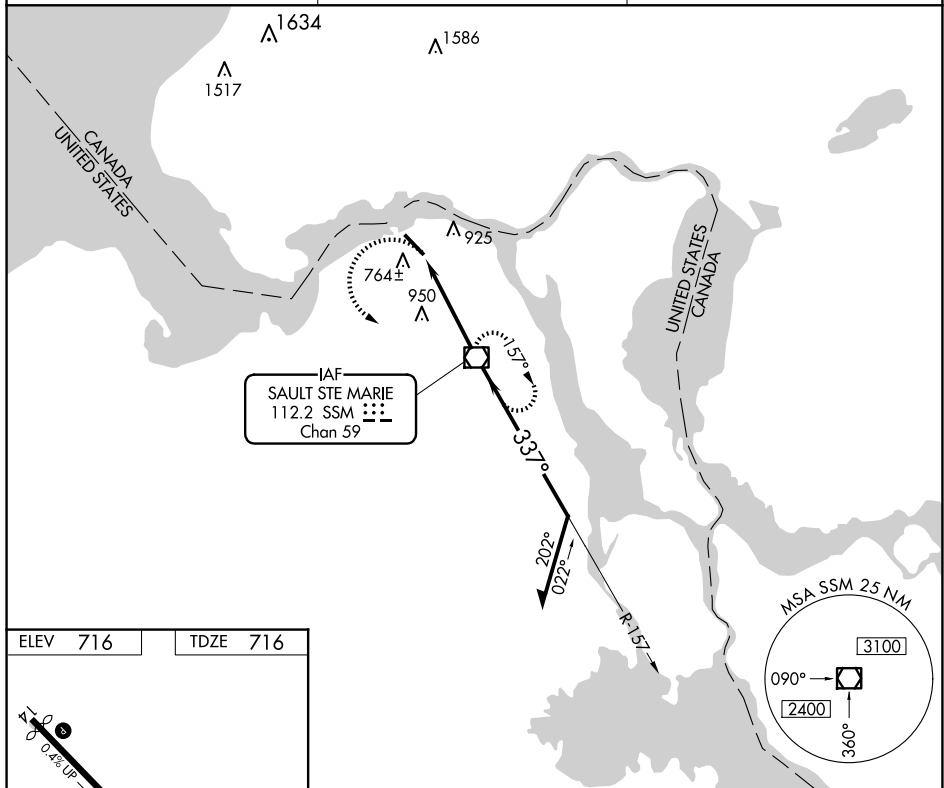 1634
1586
1517
CANADA
UNITED STATES
925
764±
950
UNITED STATES
CANADA
IAF
SAULT STE MARIE
112.2 SSM
Chan 59
157°
337°
202°
022°
R-157
MSA SSM 25 NM
3100
090°
2400
360°
ELEV 716
TDZE 716
14
P
0.4% UP